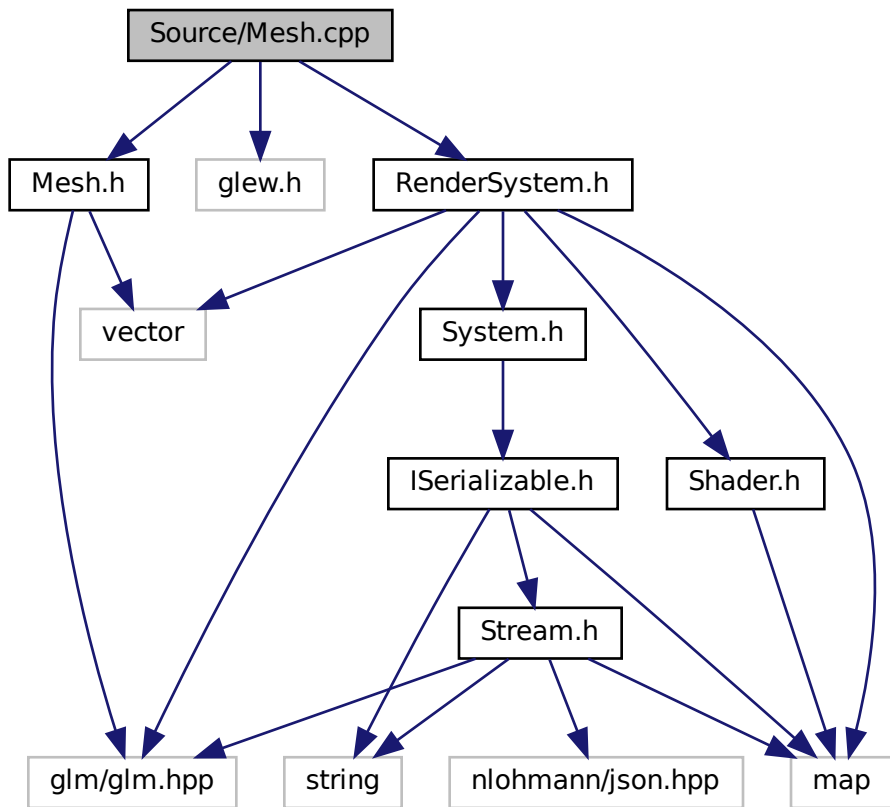 Source/Mesh.cpp
Mesh.h
glew.h
RenderSystem.h
vector
System.h
ISerializable.h
Shader.h
Stream.h
glm/glm.hpp
string
nlohmann/json.hpp
map